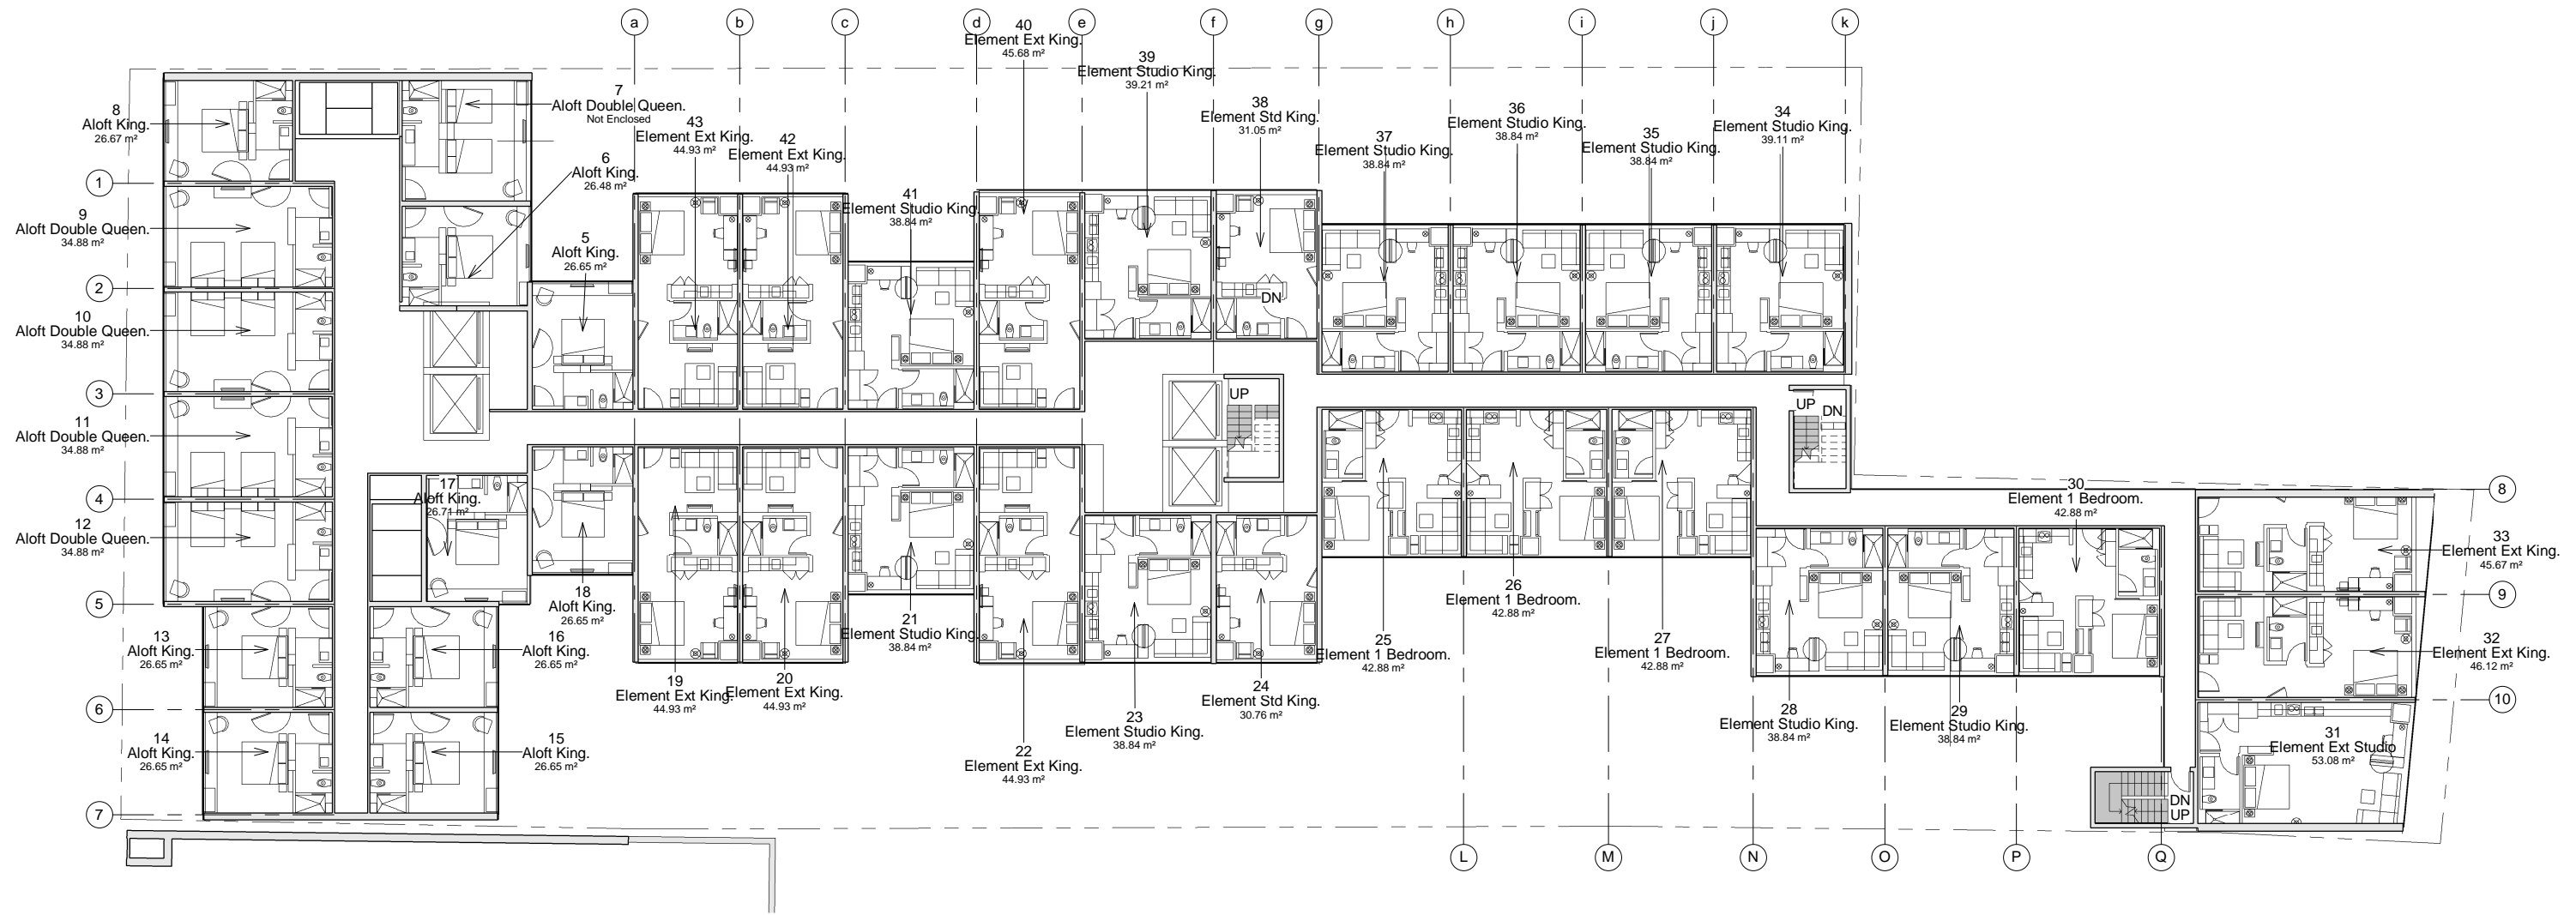 a
b
c
d
e
f
g
h
i
j
k
40
Element Ext King.
45.68 m²
39
Element Studio King.
39.21 m²
38
Element Std King.
31.05 m²
37
Element Studio King.
38.84 m²
36
Element Studio King.
38.84 m²
35
Element Studio King.
38.84 m²
34
Element Studio King.
39.11 m²
8
Aloft King.
26.67 m²
7
Aloft Double Queen.
Not Enclosed
43
Element Ext King.
44.93 m²
42
Element Ext King.
44.93 m²
6
Aloft King.
26.48 m²
1
41
Element Studio King.
38.84 m²
9
Aloft Double Queen.
34.88 m²
5
Aloft King.
26.65 m²
2
DN
10
Aloft Double Queen.
34.88 m²
3
UP
UP
DN
11
Aloft Double Queen.
34.88 m²
4
17
Aloft King.
26.71 m²
30
Element 1 Bedroom.
42.88 m²
8
12
Aloft Double Queen.
34.88 m²
33
Element Ext King.
45.67 m²
5
18
Aloft King.
26.65 m²
26
Element 1 Bedroom.
42.88 m²
9
13
Aloft King.
26.65 m²
16
Aloft King.
26.65 m²
21
Element Studio King.
38.84 m²
25
Element 1 Bedroom.
42.88 m²
27
Element 1 Bedroom.
42.88 m²
32
Element Ext King.
46.12 m²
19
Element Ext King.
44.93 m²
20
Element Ext King.
44.93 m²
24
Element Std King.
30.76 m²
6
10
23
Element Studio King.
38.84 m²
28
Element Studio King.
38.84 m²
29
Element Studio King.
38.84 m²
14
Aloft King.
26.65 m²
15
Aloft King.
26.65 m²
22
Element Ext King.
44.93 m²
31
Element Ext Studio
53.08 m²
7
DN
UP
L
M
N
O
P
Q